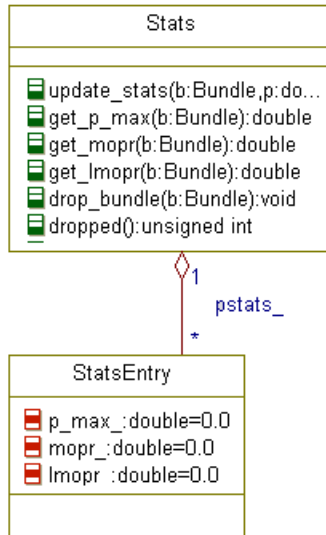 Stats
update_stats(b:Bundle,p:do...
get_p_max(b:Bundle):double
get_mopr(b:Bundle):double
get_lmopr(b:Bundle):double
drop_bundle(b:Bundle):void
dropped():unsigned int
1
pstats_
*
StatsEntry
p_max_:double=0.0
mopr_:double=0.0
lmopr_:double=0.0